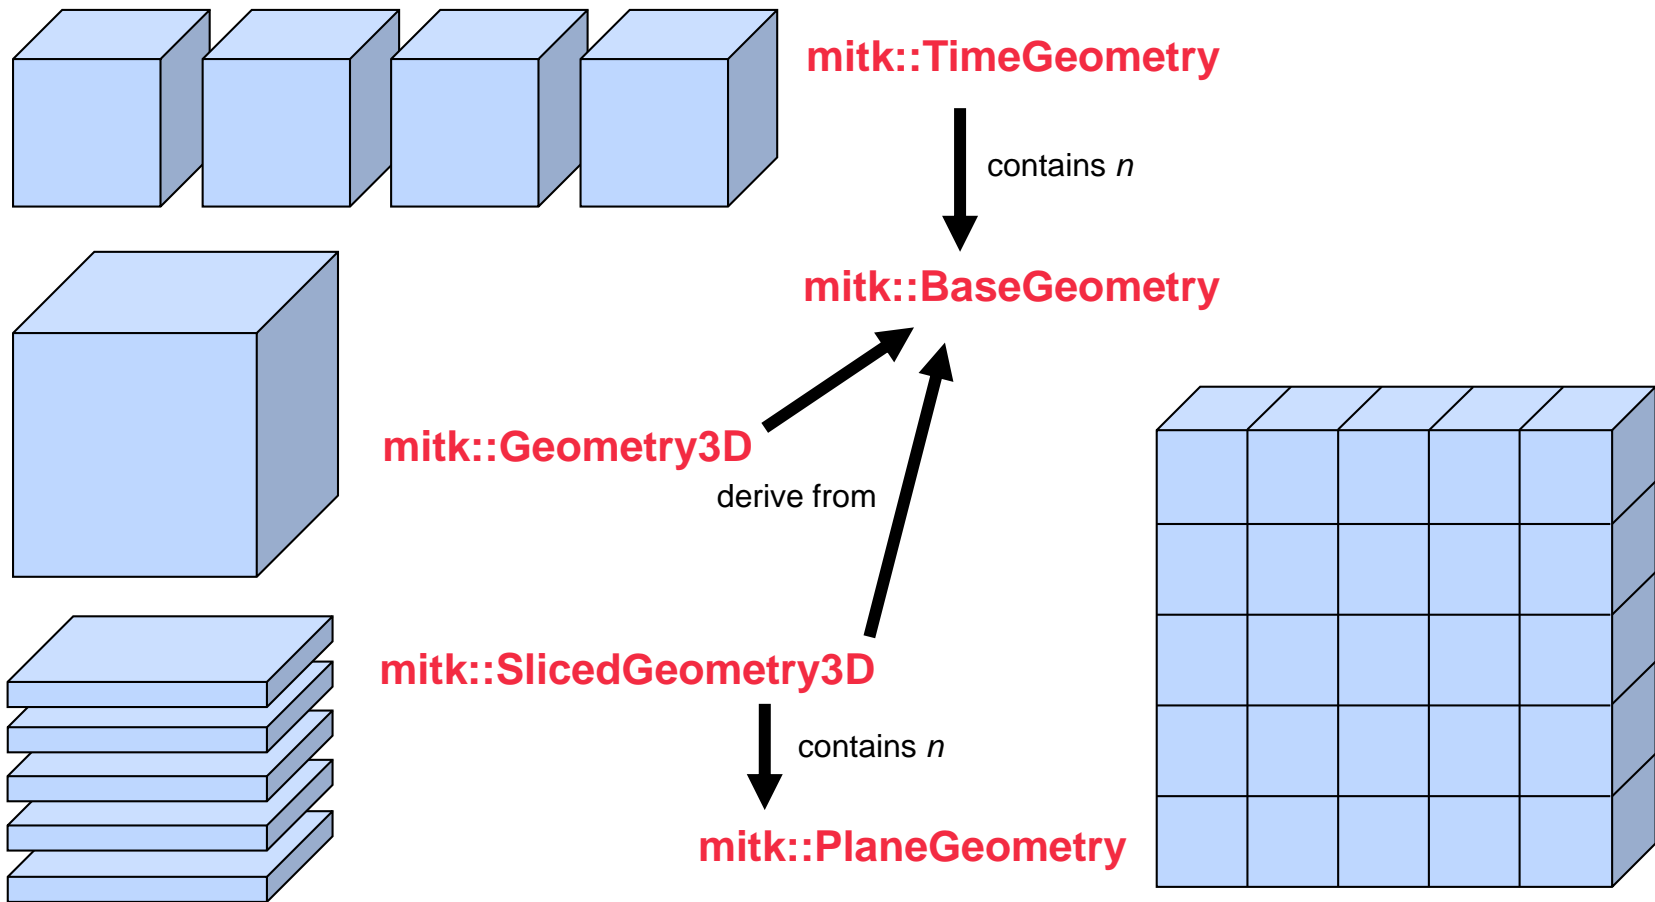 mitk::TimeGeometry
contains n
mitk::BaseGeometry
mitk::Geometry3D
derive from
mitk::SlicedGeometry3D
contains n
mitk::PlaneGeometry